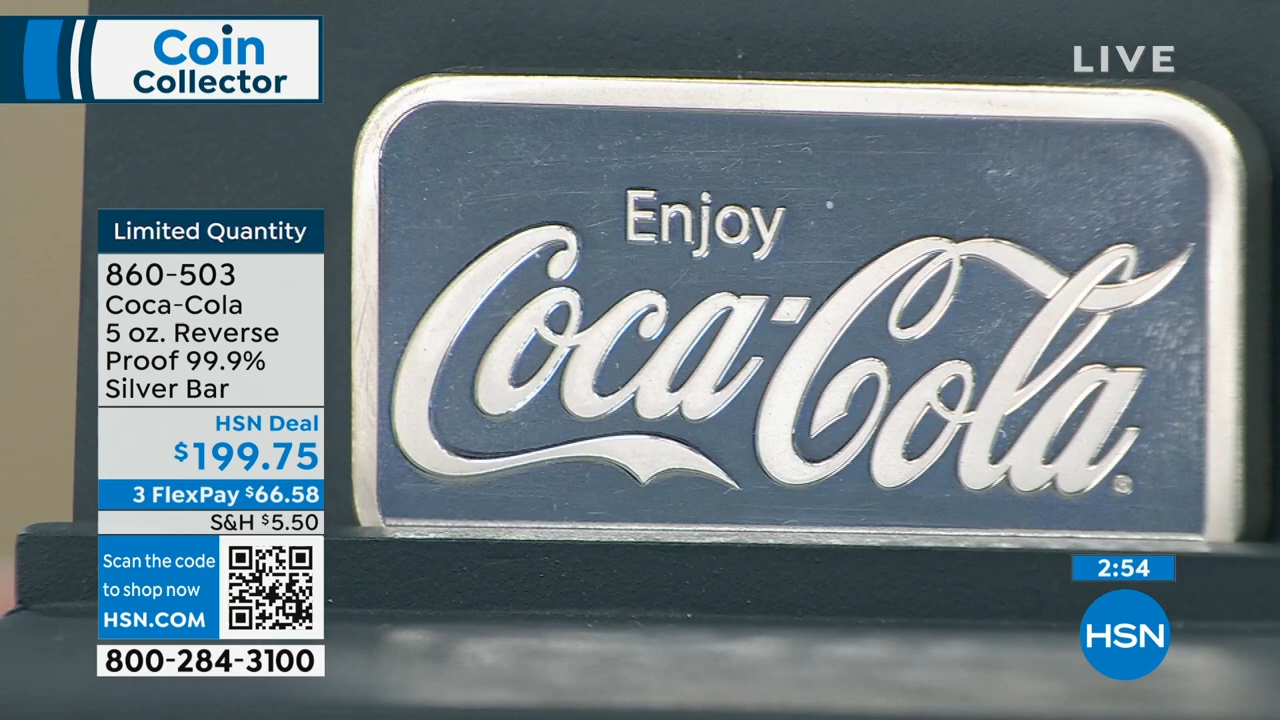 Coin
Collector
LIVE
Limited Quantity
860-503
Coca-Cola
5 oz. Reverse
Proof 99.9%
Silver Bar
HSN Deal
$199.75
3 FlexPay $66.58
S&H $5.50
Scan the code
to shop now
HSN.COM
800-284-3100
Enjoy
Coca-Cola®
2:54
HSN